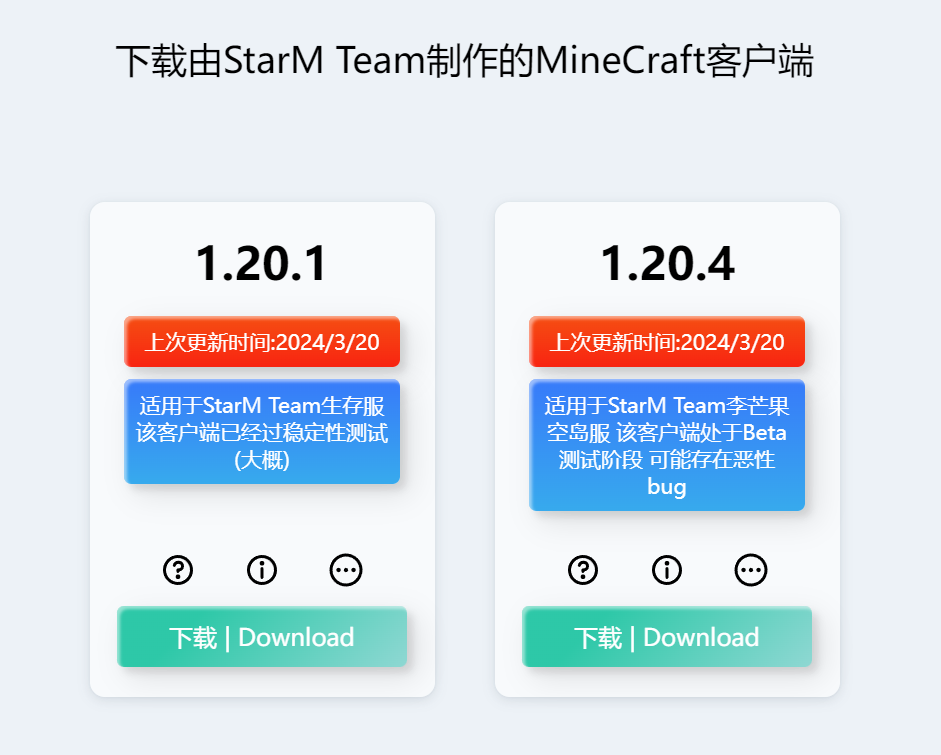 下载由StarM Team制作的MineCraft客户端
1.20.1
上次更新时间:2024/3/20
适用于StarM Team生存服
该客户端已经过稳定性测试
(大概)
下载 | Download
1.20.4
上次更新时间:2024/3/20
适用于StarM Team李芒果
空岛服 该客户端处于Beta
测试阶段 可能存在恶性
bug
下载 | Download